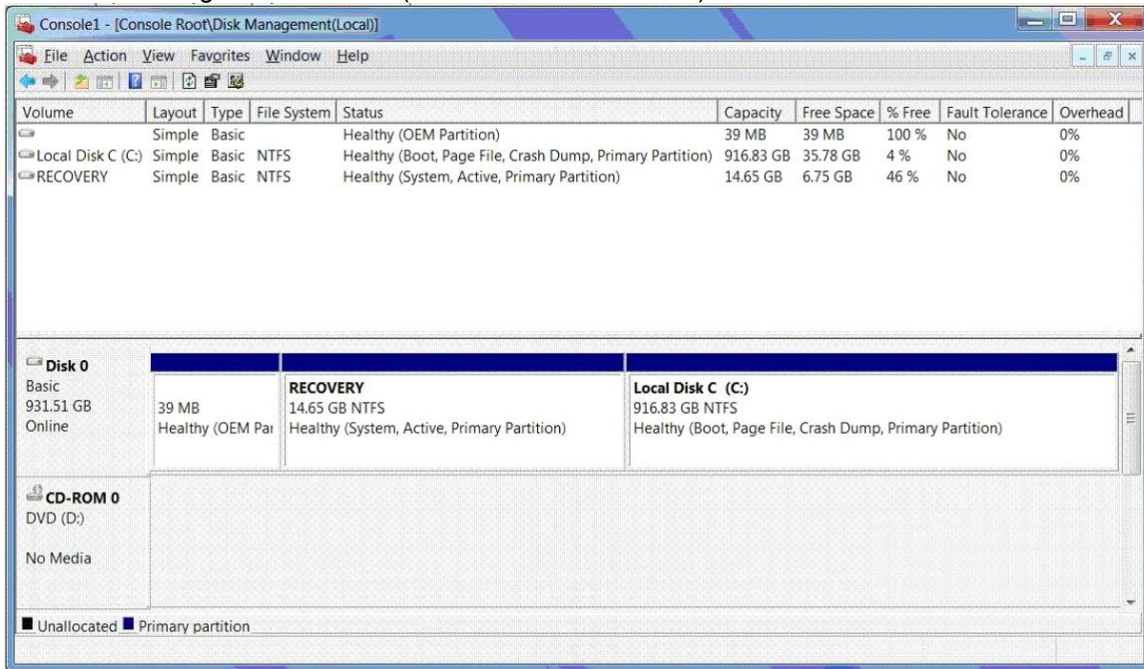 Console1 - [Console Root\Disk Management(Local)]
File Action View Favorites Window Help
Volume Layout Type File System Status Capacity Free Space % Free Fault Tolerance Overhead
Simple Basic Healthy (OEM Partition) 39 MB 39 MB 100 % No 0%
Local Disk C (C:) Simple Basic NTFS Healthy (Boot, Page File, Crash Dump, Primary Partition) 916.83 GB 35.78 GB 4 % No 0%
RECOVERY Simple Basic NTFS Healthy (System, Active, Primary Partition) 14.65 GB 6.75 GB 46 % No 0%
Disk 0
Basic
931.51 GB
Online
39 MB
Healthy (OEM Par
RECOVERY
14.65 GB NTFS
Healthy (System, Active, Primary Partition)
Local Disk C (C:)
916.83 GB NTFS
Healthy (Boot, Page File, Crash Dump, Primary Partition)
CD-ROM 0
DVD (D:)
No Media
Unallocated Primary partition